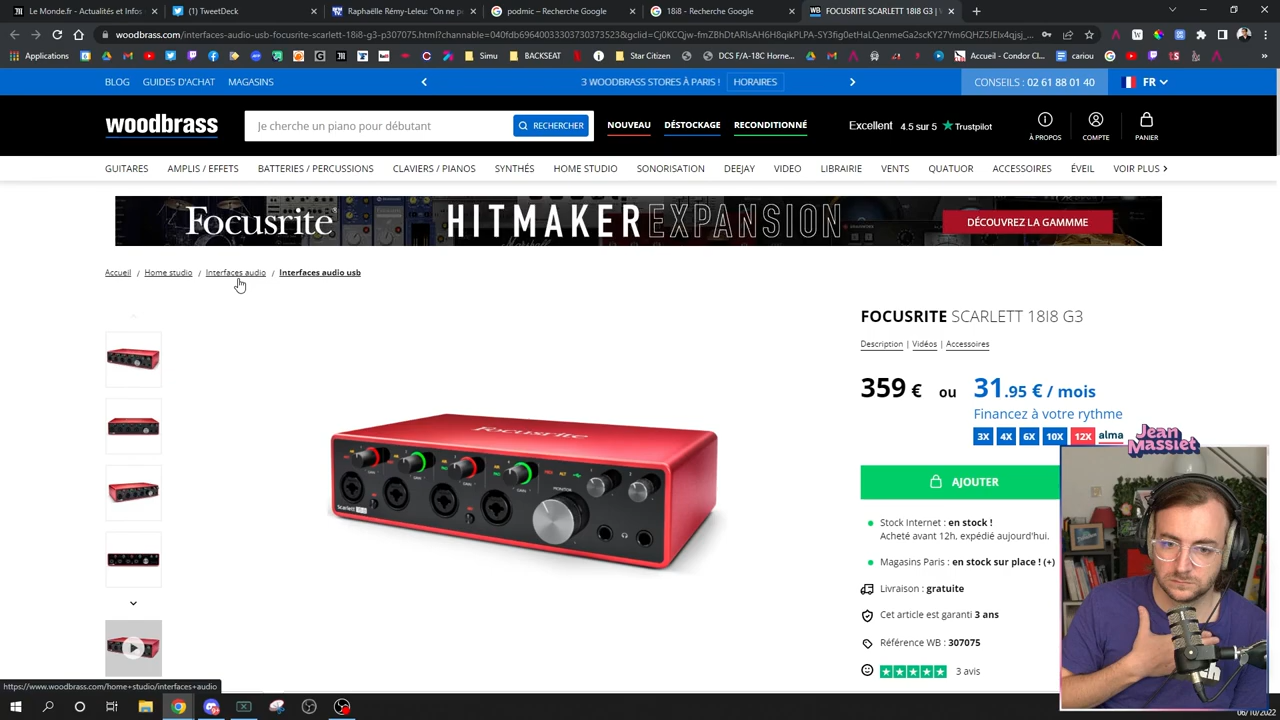 Le Monde.fr - Actualités et Infos
(1) TweetDeck
Raphaëlle Rémy-Leleu: "On ne p
podmic – Recherche Google
18i8 - Recherche Google
FOCUSRITE SCARLETT 18I8 G3 |
woodbrass.com/interfaces-audio-usb-focusrite-scarlett-18i8-g3-p307075.html?channable=
Applications
Simu
BACKSEAT
Star Citizen
DCS F/A-18C Horne...
Accueil - Condor Cl...
cariou
BLOG
GUIDES D'ACHAT
MAGASINS
3 WOODBRASS STORES À PARIS !
HORAIRES
CONSEILS : 02 61 88 01 40
FR
woodbrass
Je cherche un piano pour débutant
RECHERCHER
NOUVEAU
DÉSTOCKAGE
RECONDITIONNÉ
Excellent 4.5 sur 5 Trustpilot
À PROPOS
COMPTE
PANIER
GUITARES
AMPLIS / EFFETS
BATTERIES / PERCUSSIONS
CLAVIERS / PIANOS
SYNTHÉS
HOME STUDIO
SONORISATION
DEEJAY
VIDEO
LIBRAIRIE
VENTS
QUATUOR
ACCESSOIRES
ÉVEIL
VOIR PLUS
Focusrite
HITMAKER EXPANSION
DÉCOUVREZ LA GAMMME
Accueil / Home studio / Interfaces audio / Interfaces audio usb
FOCUSRITE SCARLETT 18I8 G3
Description | Vidéos | Accessoires
359 € ou 31.95 € / mois
Financez à votre rythme
3X 4X 6X 10X 12X alma
Jean Massiet
Focusrite
Scarlett
AJOUTER
Stock Internet : en stock !
Acheté avant 12h, expédié aujourd'hui.
Magasins Paris : en stock sur place ! (+)
Livraison : gratuite
Cet article est garanti 3 ans
Référence WB : 307075
3 avis
https://www.woodbrass.com/home+studio/interfaces+audio
06/10/2022